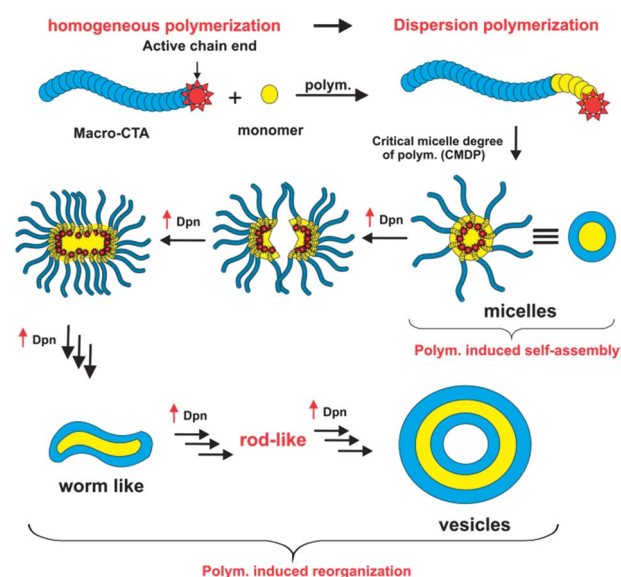 homogeneous polymerization
Dispersion polymerization
Active chain end
+
polym.
Macro-CTA
monomer
Critical micelle degree
of polym. (CMDP)
Dpn
Dpn
micelles
Polym. induced self-assembly
Dpn
Dpn
rod-like
Dpn
worm like
vesicles
Polym. induced reorganization